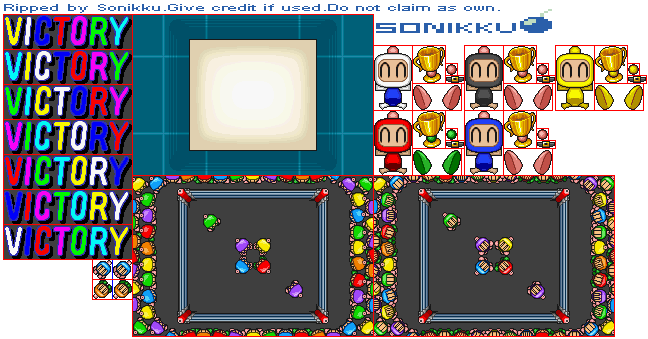 Ripped by Sonikku.Give credit if used.Do not claim as own.
SONIKKU
VICTORY
VICTORY
VICTORY
VICTORY
VICTORY
VICTORY
VICTORY